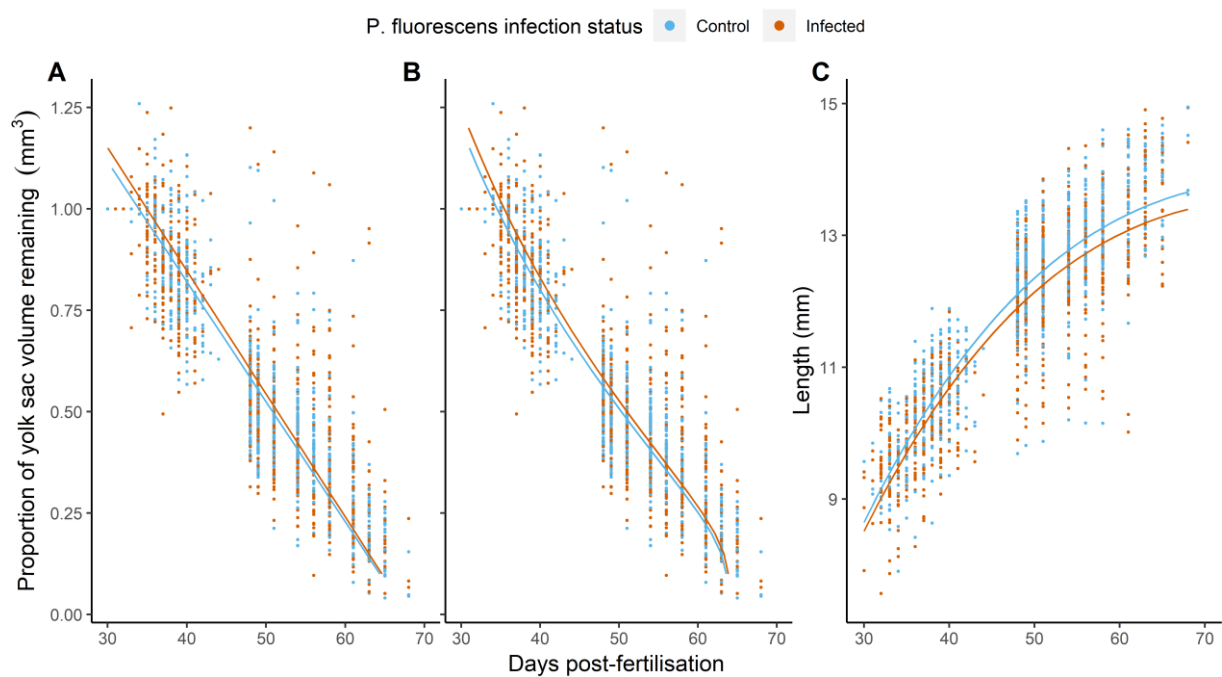 P. fluorescens infection status Control Infected
A B C
Proportion of yolk sac volume remaining (mm³)
1.25
1.00
0.75
0.50
0.25
0.00
30 40 50 60 70
30 40 50 60 70
Length (mm)
15
13
11
9
30 40 50 60 70
Days post-fertilisation